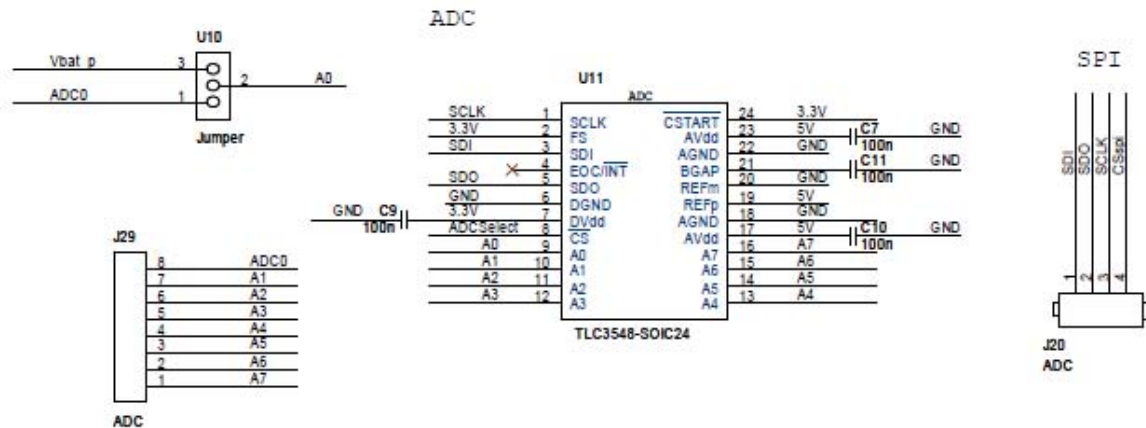 ADC
U10
Vbat p 3
2 A0
ADC0 1
Jumper
U11
ADC
SCLK 1 SCLK
3.3V 2 FS
SDI 3 SDI
4 EOC/INT
SDO 5 SDO
GND 6 DGND
GND C9 100n 3.3V 7 DVdd
ADCSelect 8 CS
A0 9 A0
A1 10 A1
A2 11 A2
A3 12 A3
CSTART 24 3.3V
AVdd 23 5V C7 100n GND
AGND 22 GND
BGAP 21 C11 100n GND
REFm 20 GND
REFp 19 5V
AGND 18 GND
AVdd 17 5V C10 100n GND
A7 16 A7
A6 15 A6
A5 14 A5
A4 13 A4
TLC3548-SOIC24
J29
8 ADC0
7 A1
6 A2
5 A3
4 A4
3 A5
2 A6
1 A7
ADC
SPI
SDI 1
SDO 2
SCLK 3
CSspi 4
J20
ADC